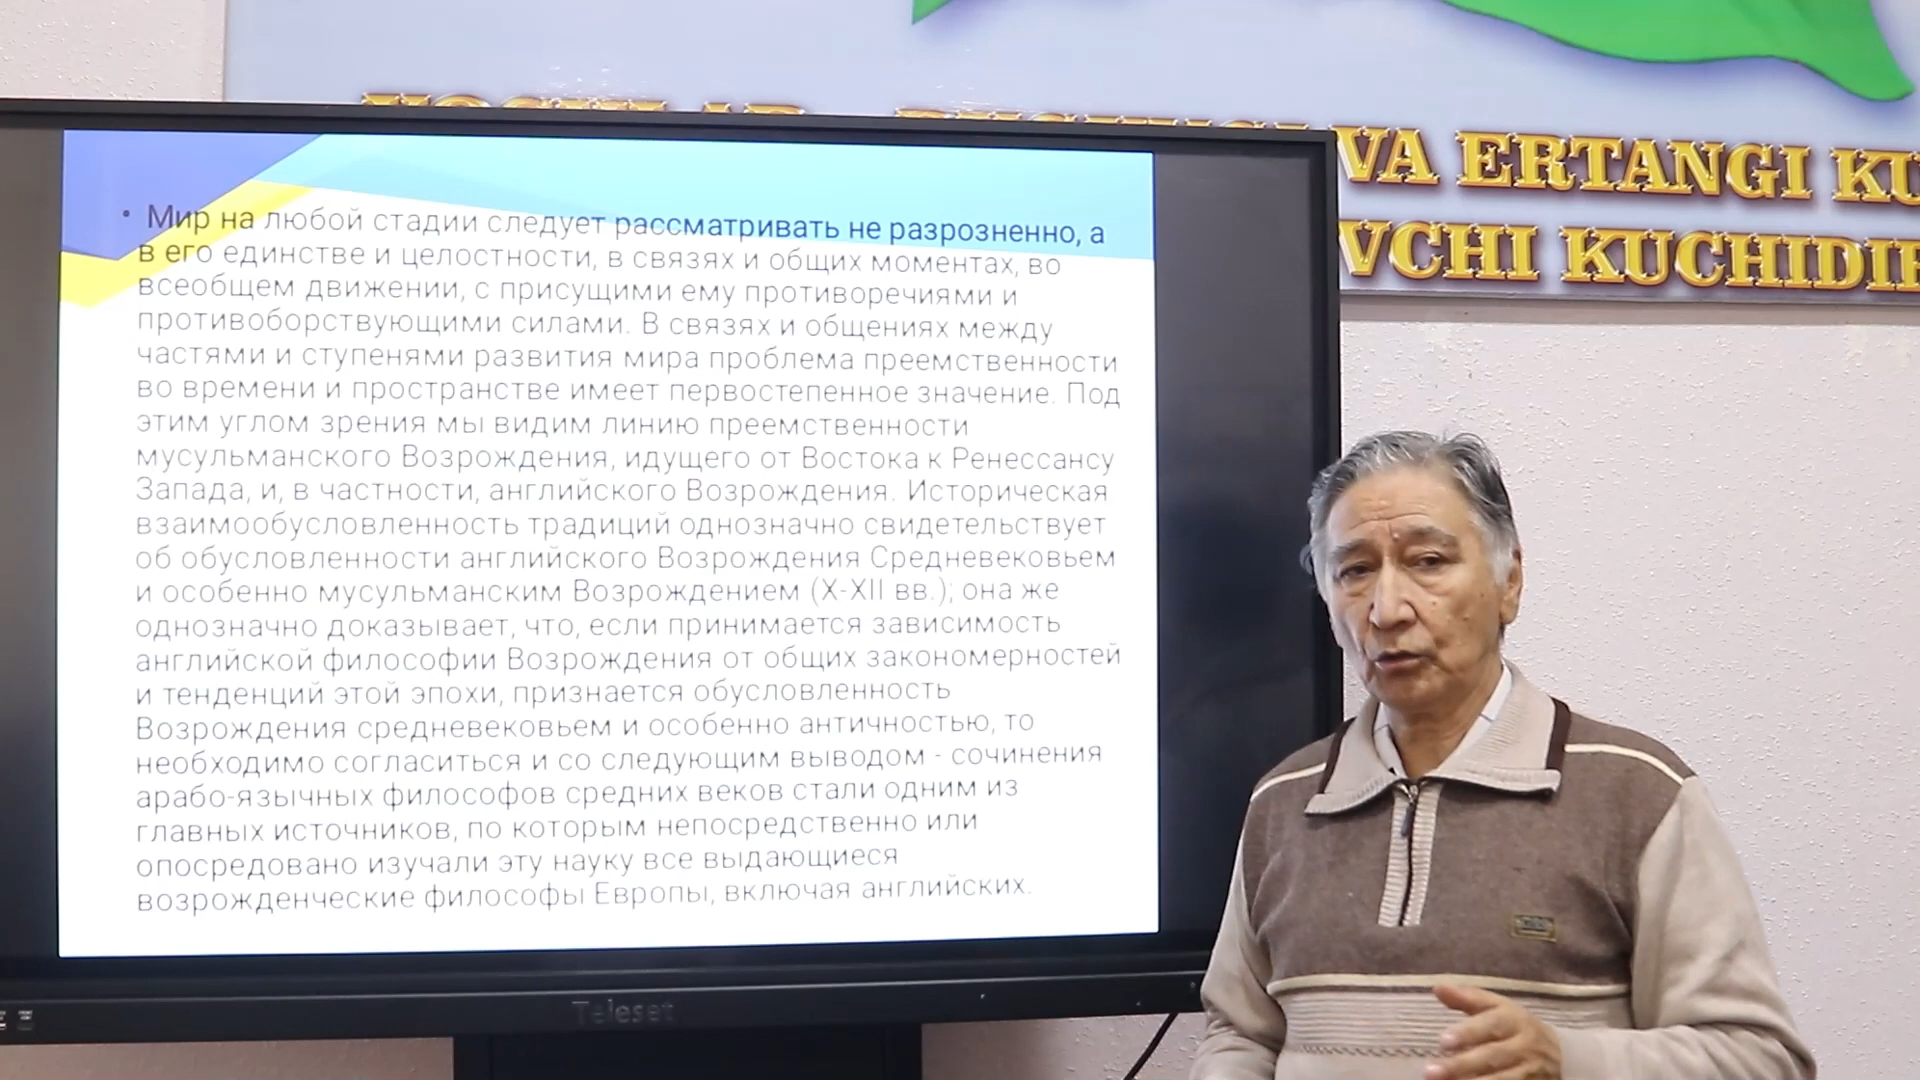 VA ERTANGI
VCHI
• Мир на любой стадии следует рассматривать не разрозненно, а
в его единстве и целостности, в связях и общих моментах, во
всеобщем движении, с присущими ему противоречиями и
противоборствующими силами. В связях и общениях между
частями и ступенями развития мира проблема преемственности
во времени и пространстве имеет первостепенное значение. Под
этим углом зрения мы видим линию преемственности
мусульманского Возрождения, идущего от Востока к Ренессансу
Запада, и, в частности, английского Возрождения. Историческая
взаимообусловленность традиций однозначно свидетельствует
об обусловленности английского Возрождения Средневековьем
и особенно мусульманским Возрождением (X-XII вв.); она же
однозначно доказывает, что, если принимается зависимость
английской философии Возрождения от общих закономерностей
и тенденций этой эпохи, признается обусловленность
Возрождения средневековьем и особенно античностью, то
необходимо согласиться и со следующим выводом - сочинения
арабо-язычных философов средних веков стали одним из
главных источников, по которым непосредственно или
опосредовано изучали эту науку все выдающиеся
возрожденческие философы Европы, включая английских.
Teleset